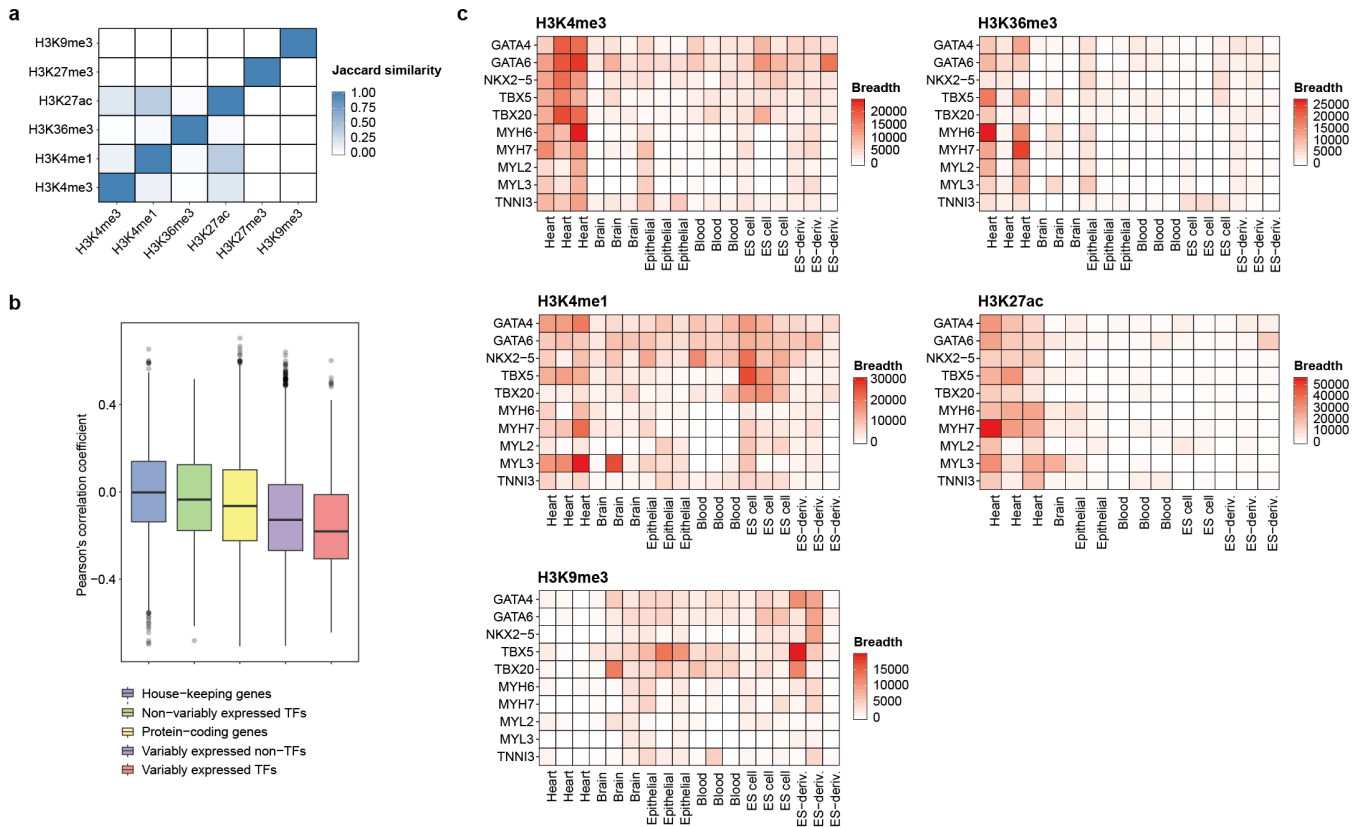 a
H3K9me3
H3K27me3
H3K27ac
H3K36me3
H3K4me1
H3K4me3
H3K4me3
H3K4me1
H3K36me3
H3K27ac
H3K27me3
H3K9me3
Jaccard similarity
1.00
0.75
0.50
0.25
0.00
b
Pearson's correlation coefficient
0.4
0.0
−0.4
House−keeping genes
Non−variably expressed TFs
Protein−coding genes
Variably expressed non−TFs
Variably expressed TFs
c
H3K4me3
GATA4
GATA6
NKX2−5
TBX5
TBX20
MYH6
MYH7
MYL2
MYL3
TNNI3
Heart
Heart
Heart
Brain
Brain
Brain
Epithelial
Epithelial
Epithelial
Blood
Blood
Blood
ES cell
ES cell
ES cell
ES−deriv.
ES−deriv.
ES−deriv.
Breadth
20000
15000
10000
5000
0
H3K36me3
GATA4
GATA6
NKX2−5
TBX5
TBX20
MYH6
MYH7
MYL2
MYL3
TNNI3
Heart
Heart
Heart
Brain
Brain
Brain
Epithelial
Epithelial
Epithelial
Blood
Blood
Blood
ES cell
ES cell
ES cell
ES−deriv.
ES−deriv.
ES−deriv.
Breadth
25000
20000
15000
10000
5000
0
H3K4me1
GATA4
GATA6
NKX2−5
TBX5
TBX20
MYH6
MYH7
MYL2
MYL3
TNNI3
Heart
Heart
Heart
Brain
Brain
Brain
Epithelial
Epithelial
Epithelial
Blood
Blood
Blood
ES cell
ES cell
ES cell
ES−deriv.
ES−deriv.
ES−deriv.
Breadth
30000
20000
10000
0
H3K27ac
GATA4
GATA6
NKX2−5
TBX5
TBX20
MYH6
MYH7
MYL2
MYL3
TNNI3
Heart
Heart
Heart
Brain
Epithelial
Epithelial
Blood
Blood
Blood
ES cell
ES cell
ES−deriv.
ES−deriv.
ES−deriv.
Breadth
50000
40000
30000
20000
10000
0
H3K9me3
GATA4
GATA6
NKX2−5
TBX5
TBX20
MYH6
MYH7
MYL2
MYL3
TNNI3
Heart
Heart
Heart
Brain
Brain
Brain
Epithelial
Epithelial
Epithelial
Blood
Blood
Blood
ES cell
ES cell
ES cell
ES−deriv.
ES−deriv.
ES−deriv.
Breadth
15000
10000
5000
0